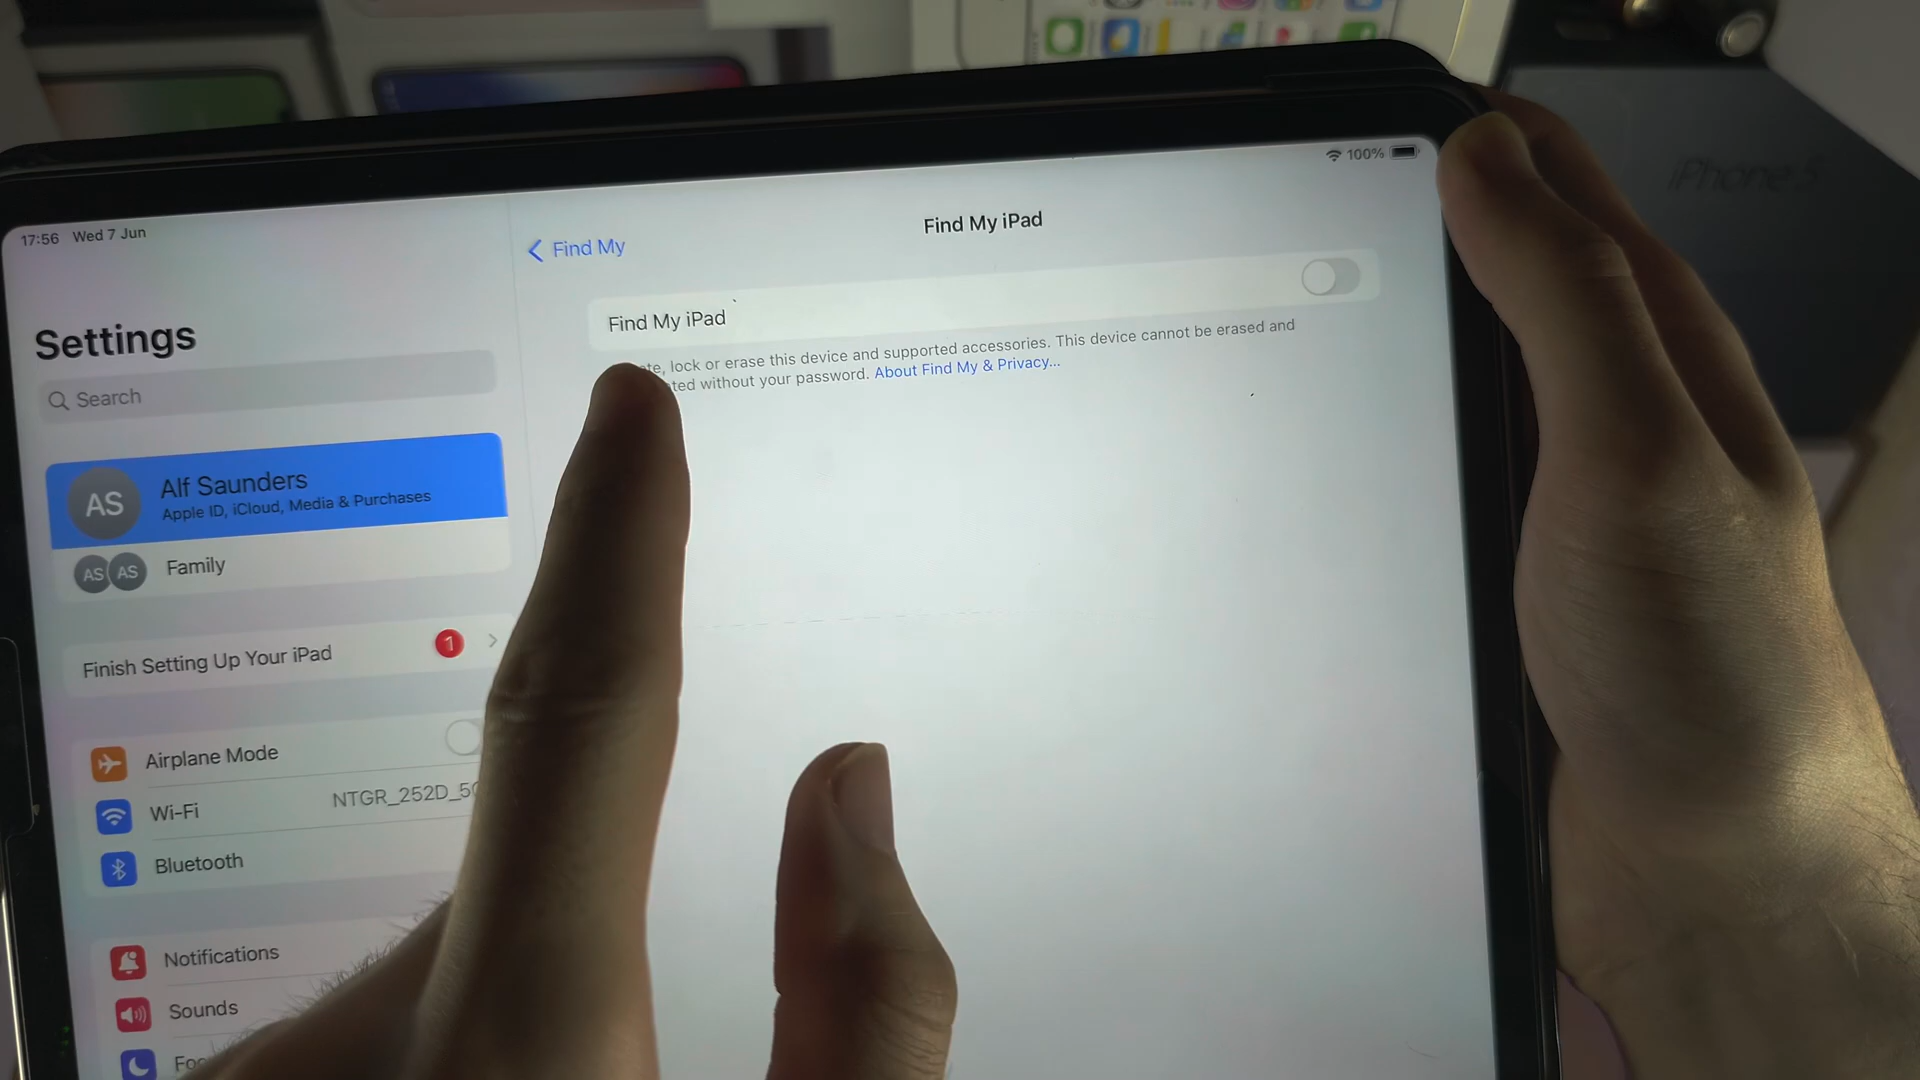 iPhone 5
100%
17:56 Wed 7 Jun
Find My iPad
Find My
Settings
Find My iPad
lock or erase this device and supported accessories. This device cannot be erased and
without your password. About Find My & Privacy...
Search
AS
Alf Saunders
Apple ID, iCloud, Media & Purchases
AS AS Family
Finish Setting Up Your iPad 1
Airplane Mode
Wi-Fi NTGR_252D_5
Bluetooth
Notifications
Sounds